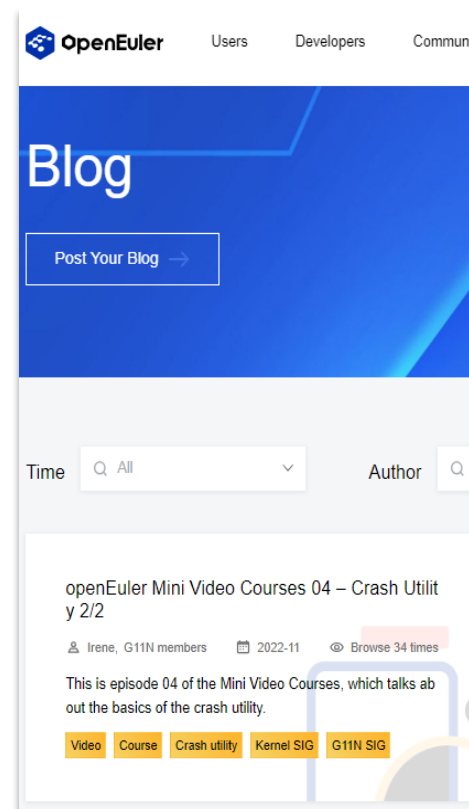 openEuler Users Developers Commun
Blog
Post Your Blog
Time All Author
openEuler Mini Video Courses 04 – Crash Utilit
y 2/2
Irene, G11N members 2022-11 Browse 34 times
This is episode 04 of the Mini Video Courses, which talks ab
out the basics of the crash utility.
Video Course Crash utility Kernel SIG G11N SIG